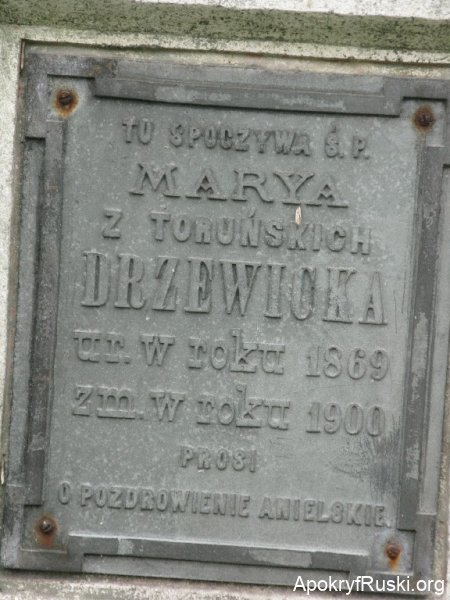 TU SPOCZYWA Ś.P.
MARYA
Z TORUŃSKICH
DRZEWICKA
ur. w roku 1869
zm. w roku 1900
PROSI
O POZDROWIENIE ANIELSKIE.
ApokryfRuski.org